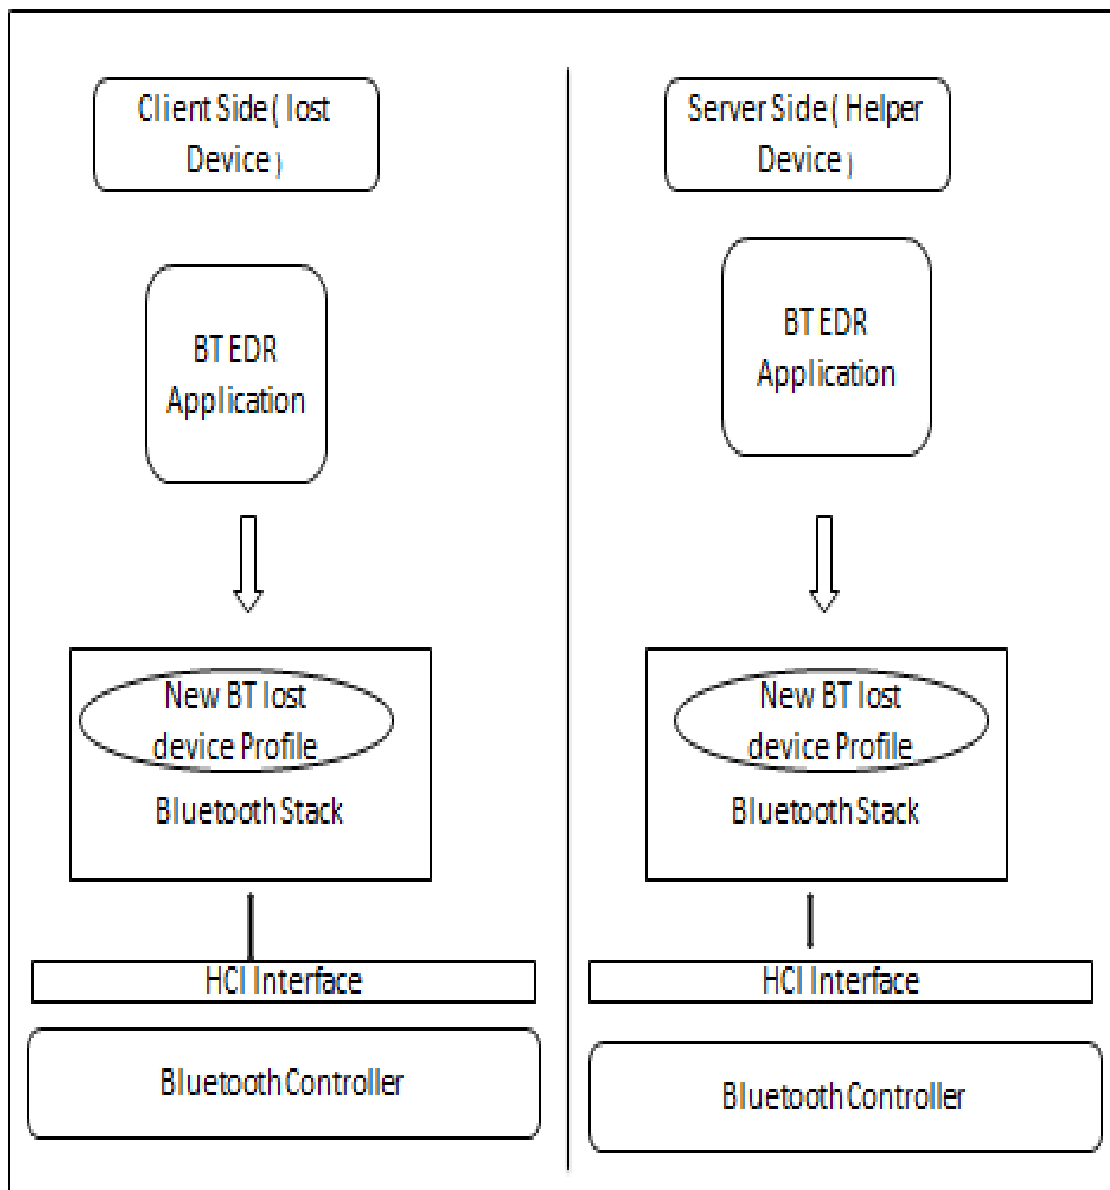 Client Side ( lost
Device )
BT EDR
Application
New BT lost
device Profile
Bluetooth Stack
HCI Interface
Bluetooth Controller
Server Side ( Helper
Device )
BT EDR
Application
New BT lost
device Profile
Bluetooth Stack
HCI Interface
Bluetooth Controller